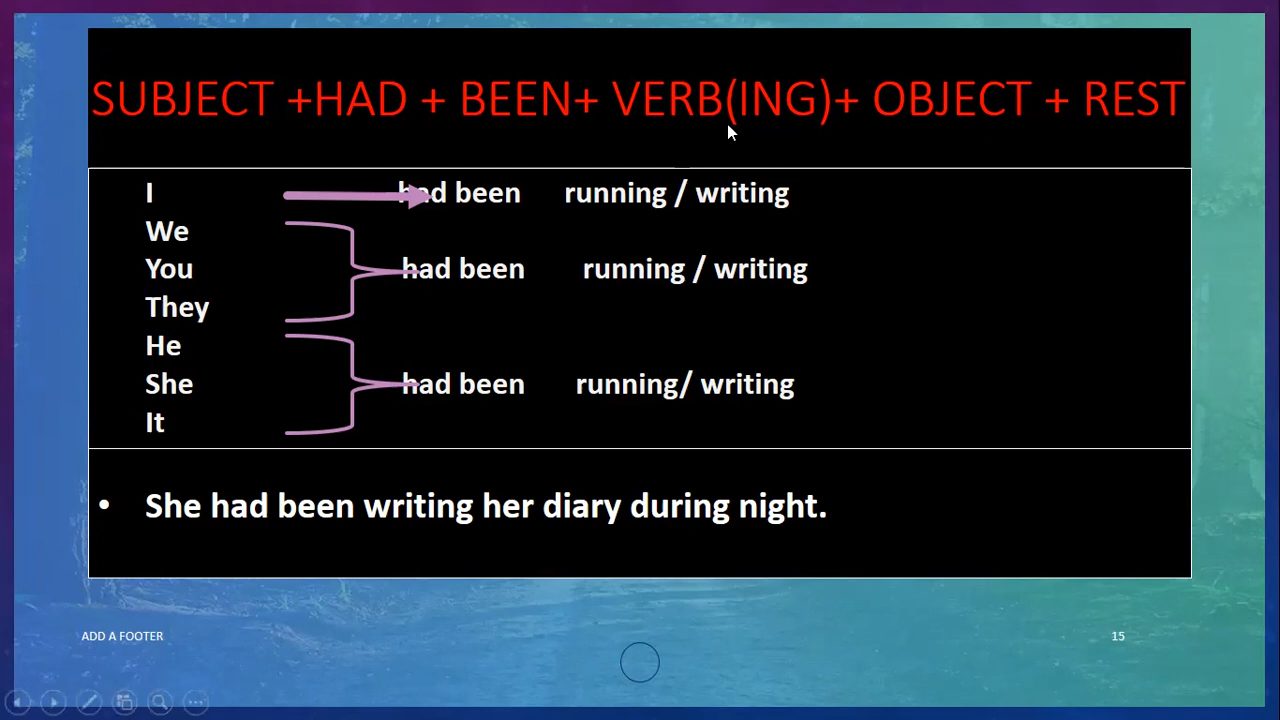 SUBJECT +HAD + BEEN+ VERB(ING)+ OBJECT + REST
I had been running / writing
We
You had been running / writing
They
He
She had been running/ writing
It
• She had been writing her diary during night.
ADD A FOOTER
15